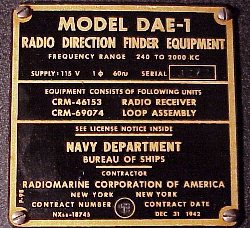 MODEL DAE-1
RADIO DIRECTION FINDER EQUIPMENT
FREQUENCY RANGE 240 TO 2000 KC
SUPPLY: 115 V 1ϕ 60~ SERIAL
EQUIPMENT CONSISTS OF FOLLOWING UNITS
CRM-46153 RADIO RECEIVER
CRM-69074 LOOP ASSEMBLY
SEE LICENSE NOTICE INSIDE
NAVY DEPARTMENT
BUREAU OF SHIPS
CONTRACTOR
RADIOMARINE CORPORATION OF AMERICA
NEW YORK NEW YORK
CONTRACT NUMBER CONTRACT DATE
NXss-18745 DEC 31 1942